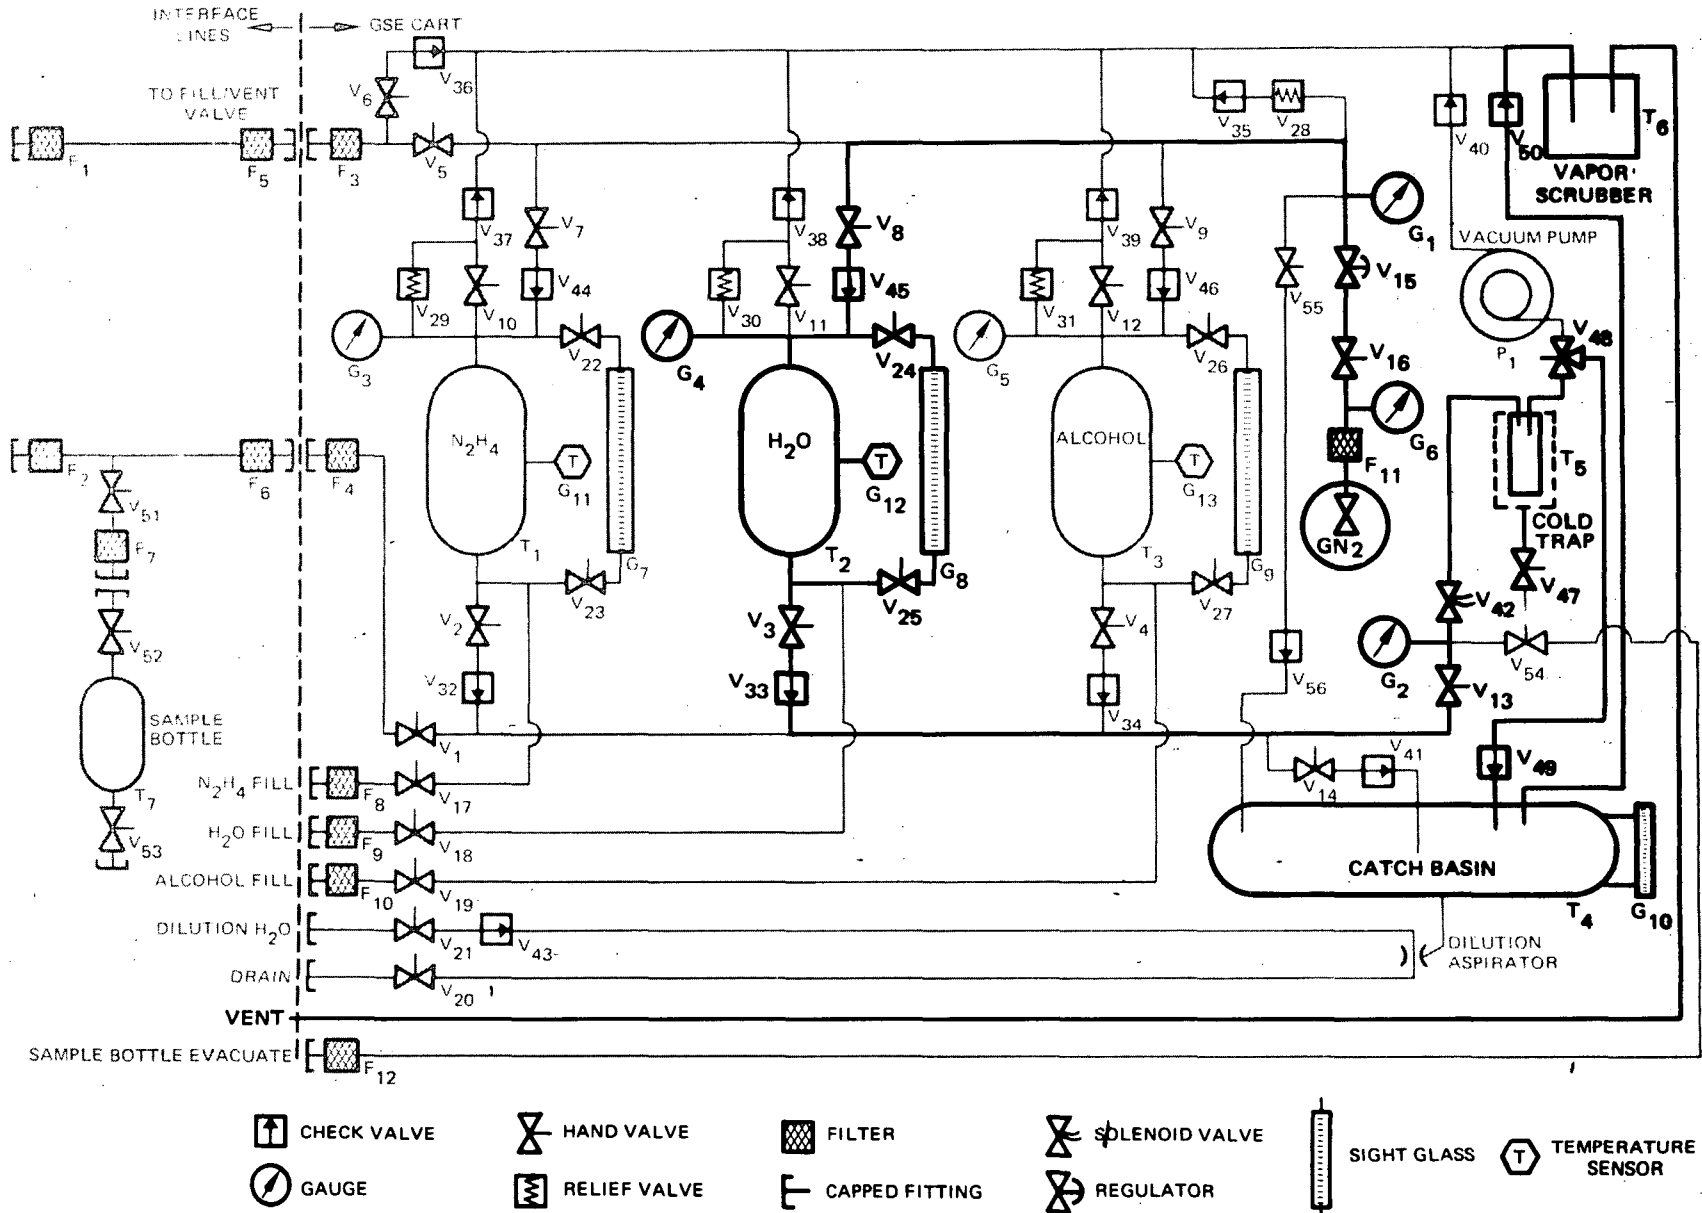 INTERFACE LINES
GSE CART
TO FILL/VENT VALVE
V36
V6
V5
F1
F5
F3
V35
V28
V40
V50
T6
VAPOR SCRUBBER
V37
V7
V38
V8
V39
V9
G1
VACUUM PUMP
V29
V10
V44
V30
V11
V45
V31
V12
V46
V55
V15
G3
V22
G4
V24
G5
V26
V16
P1
V48
N2H4
T
G11
H2O
T
G12
ALCOHOL
T
G13
G6
F11
GN2
T5
COLD TRAP
F2
F6
F4
V51
F7
T1
G7
T2
G8
T3
G9
V23
V25
V27
V47
V42
V52
V2
V3
V4
V54
G2
V13
V32
V33
V34
V56
SAMPLE BOTTLE
V1
V41
V49
V14
T7
V53
N2H4 FILL
F8
V17
H2O FILL
F9
V18
ALCOHOL FILL
F10
V19
CATCH BASIN
T4
G10
DILUTION H2O
V21
V43
DILUTION ASPIRATOR
DRAIN
V20
VENT
SAMPLE BOTTLE EVACUATE
F12
CHECK VALVE
HAND VALVE
FILTER
SOLENOID VALVE
SIGHT GLASS
T
TEMPERATURE SENSOR
GAUGE
RELIEF VALVE
CAPPED FITTING
REGULATOR